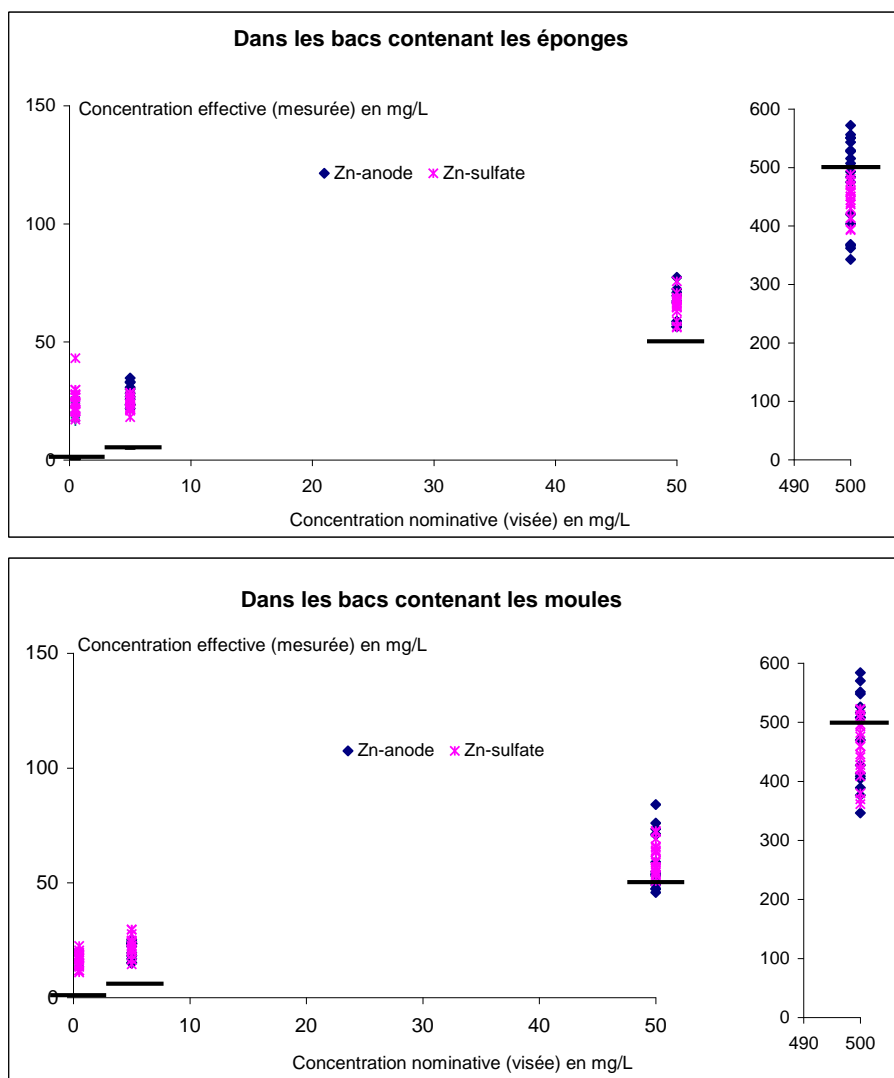 Dans les bacs contenant les éponges
Concentration effective (mesurée) en mg/L
Zn-anode Zn-sulfate
150
100
50
0
0 10 20 30 40 50
Concentration nominative (visée) en mg/L
600
500
400
300
200
100
0
490 500
Dans les bacs contenant les moules
Concentration effective (mesurée) en mg/L
Zn-anode Zn-sulfate
150
100
50
0
0 10 20 30 40 50
Concentration nominative (visée) en mg/L
600
500
400
300
200
100
0
490 500